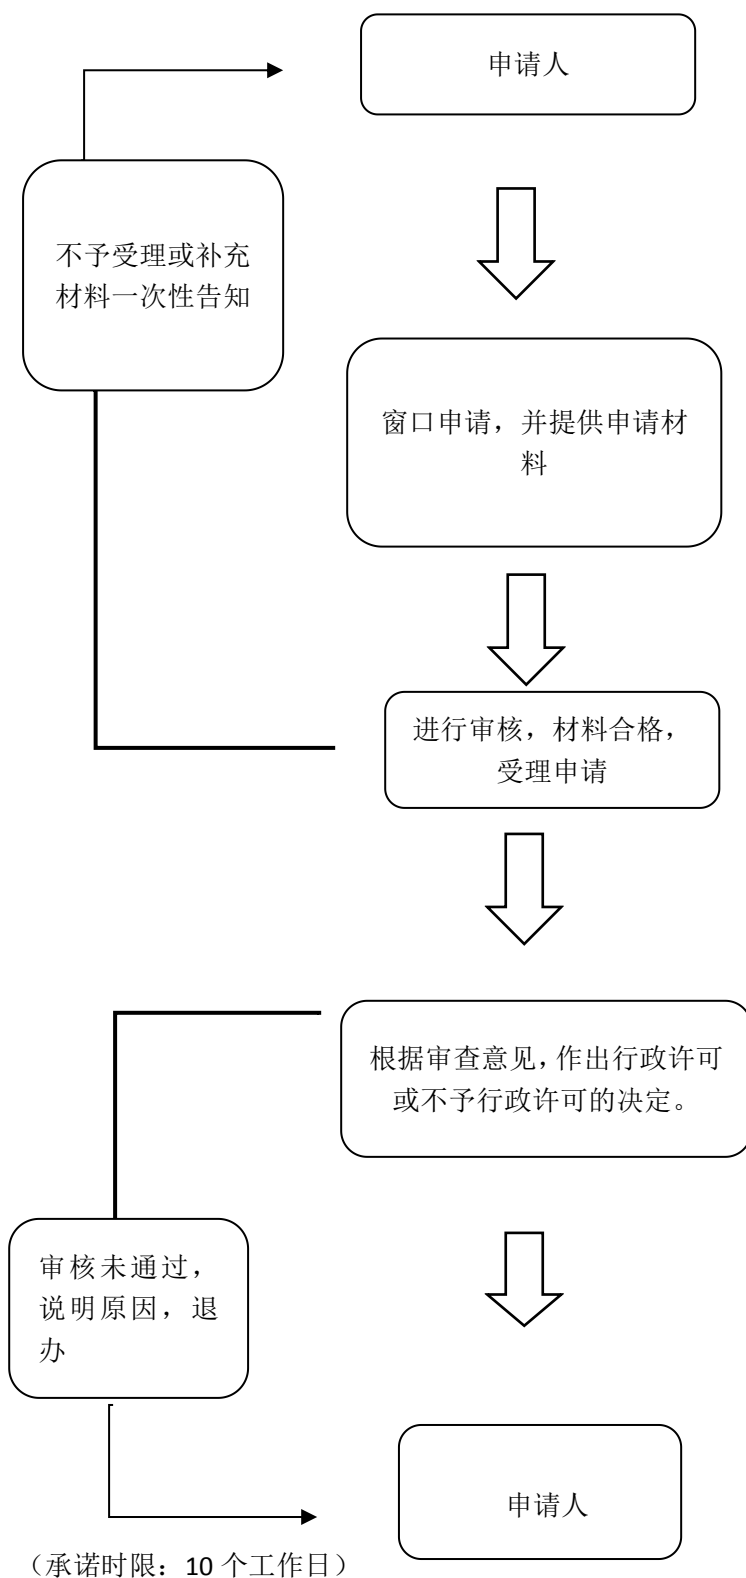 申请人
不予受理或补充
材料一次性告知
窗口申请，并提供申请材
料
进行审核，材料合格，
受理申请
根据审查意见，作出行政许可
或不予行政许可的决定。
审核未通过，
说明原因，退
办
申请人
（承诺时限：10 个工作日）